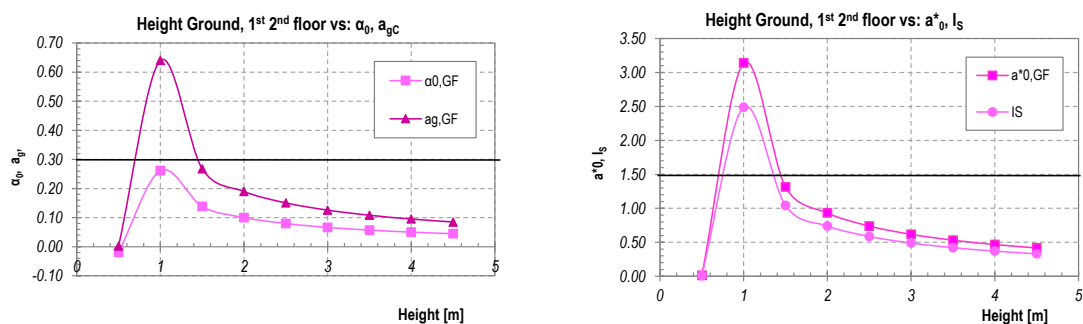 Height Ground, 1st 2nd floor vs: α0, agC
0.70
0.60
0.50
0.40
0.30
0.20
0.10
0.00
-0.10
α0, ag,
α0,GF
ag,GF
0 1 2 3 4 5
Height [m]
Height Ground, 1st 2nd floor vs: a*0, IS
3.50
3.00
2.50
2.00
1.50
1.00
0.50
0.00
a*0, IS
a*0,GF
IS
0 1 2 3 4 5
Height [m]